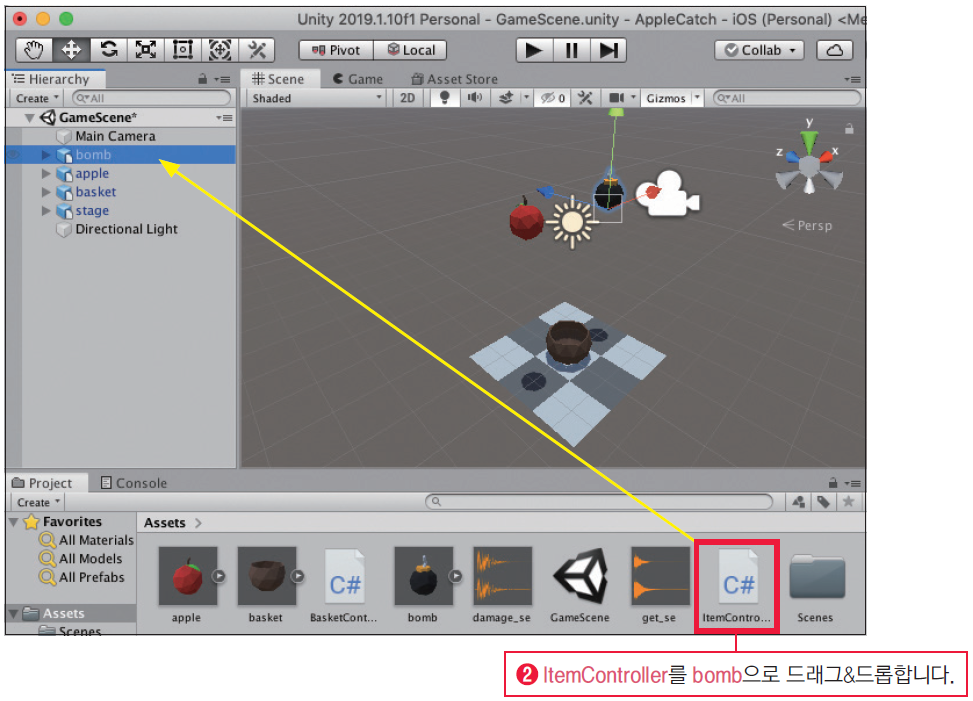 Unity 2019.1.10f1 Personal - GameScene.unity - AppleCatch - iOS (Personal) <Me
Pivot Local Collab
Hierarchy Scene Game Asset Store
Create All Shaded 2D 0 Gizmos All
GameScene*
Main Camera
bomb
apple
basket
stage
Directional Light
y
z x
Persp
Project Console
Create
Favorites Assets
All Materials
All Models
All Prefabs
Assets
Scenes
C# C#
apple basket BasketCont... bomb damage_se GameScene get_se ItemContro... Scenes
2 ItemController를 bomb으로 드래그&드롭합니다.